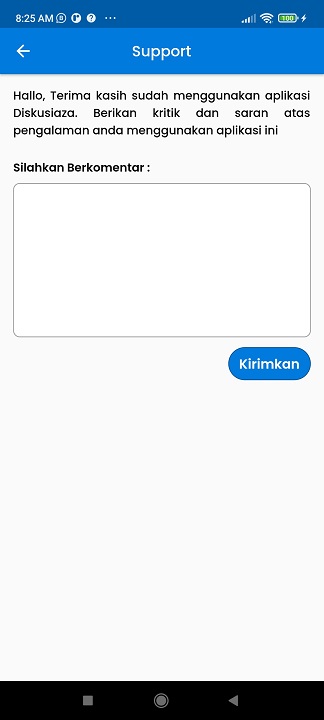 8:25 AM
100
Support
Hallo, Terima kasih sudah menggunakan aplikasi
Diskusiaza. Berikan kritik dan saran atas
pengalaman anda menggunakan aplikasi ini
Silahkan Berkomentar :
Kirimkan